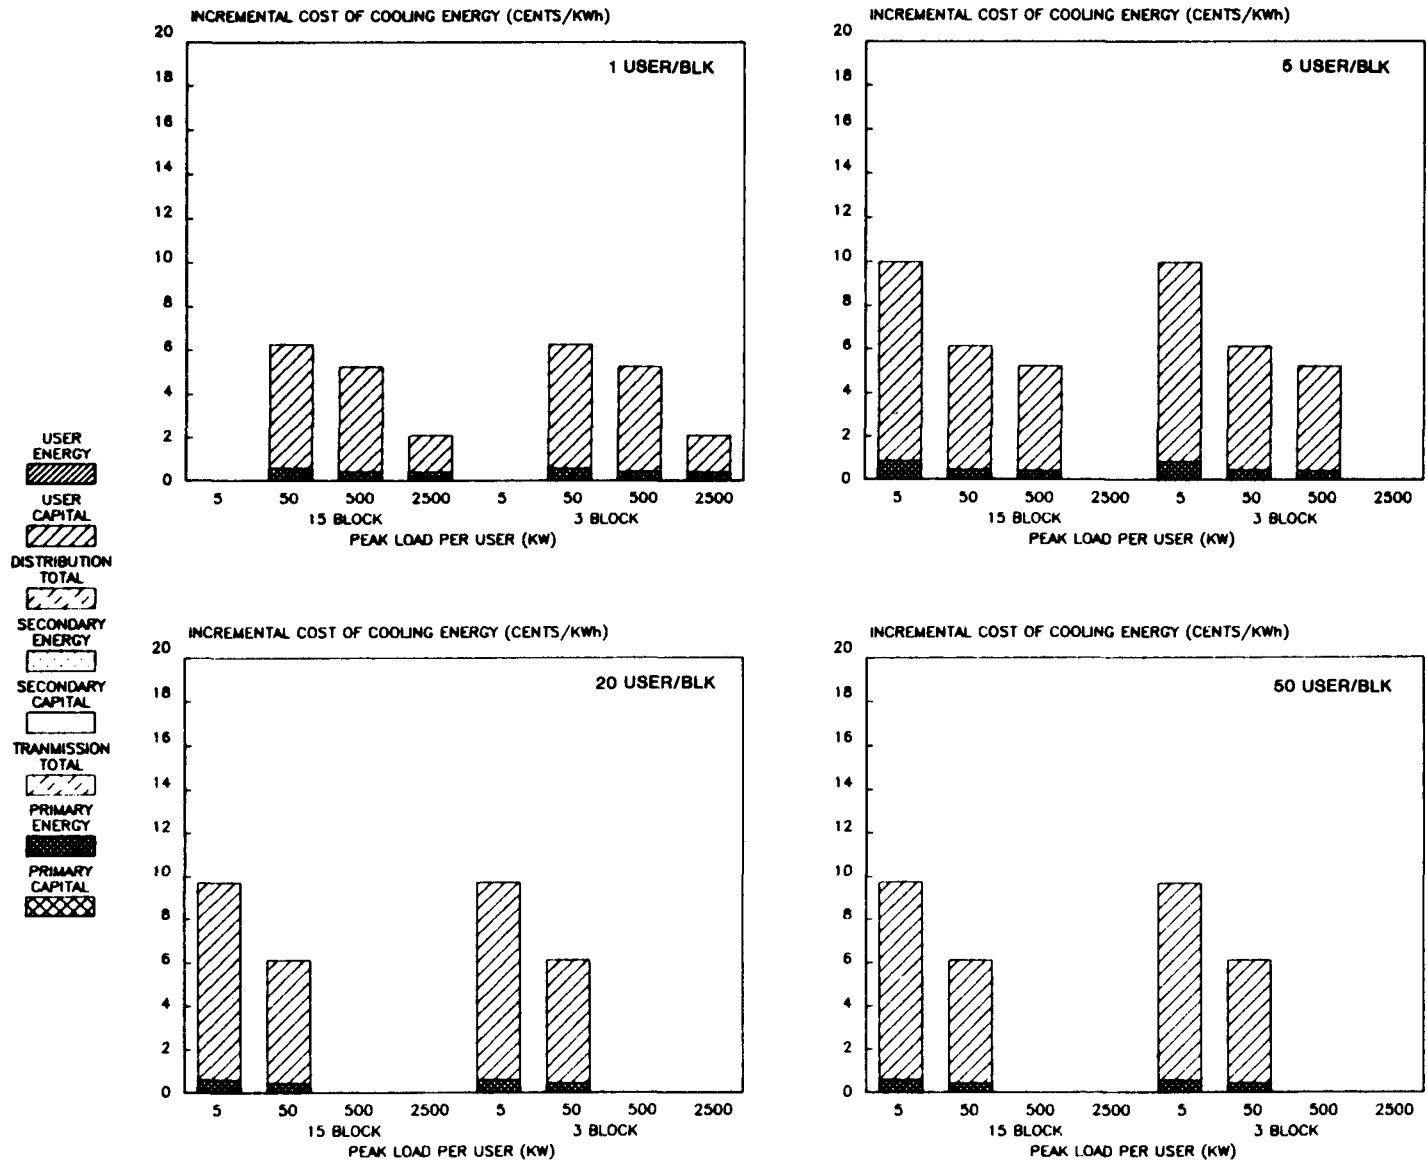 INCREMENTAL COST OF COOLING ENERGY (CENTS/KWh)
20
18
16
14
12
10
8
6
4
2
0
1 USER/BLK
5 50 500 2500 5 50 500 2500
15 BLOCK 3 BLOCK
PEAK LOAD PER USER (KW)
INCREMENTAL COST OF COOLING ENERGY (CENTS/KWh)
20
18
16
14
12
10
8
6
4
2
0
5 USER/BLK
5 50 500 2500 5 50 500 2500
15 BLOCK 3 BLOCK
PEAK LOAD PER USER (KW)
USER
ENERGY
USER
CAPITAL
DISTRIBUTION
TOTAL
SECONDARY
ENERGY
SECONDARY
CAPITAL
TRANMISSION
TOTAL
PRIMARY
ENERGY
PRIMARY
CAPITAL
INCREMENTAL COST OF COOLING ENERGY (CENTS/KWh)
20
18
16
14
12
10
8
6
4
2
0
20 USER/BLK
5 50 500 2500 5 50 500 2500
15 BLOCK 3 BLOCK
PEAK LOAD PER USER (KW)
INCREMENTAL COST OF COOLING ENERGY (CENTS/KWh)
20
18
16
14
12
10
8
6
4
2
0
50 USER/BLK
5 50 500 2500 5 50 500 2500
15 BLOCK 3 BLOCK
PEAK LOAD PER USER (KW)